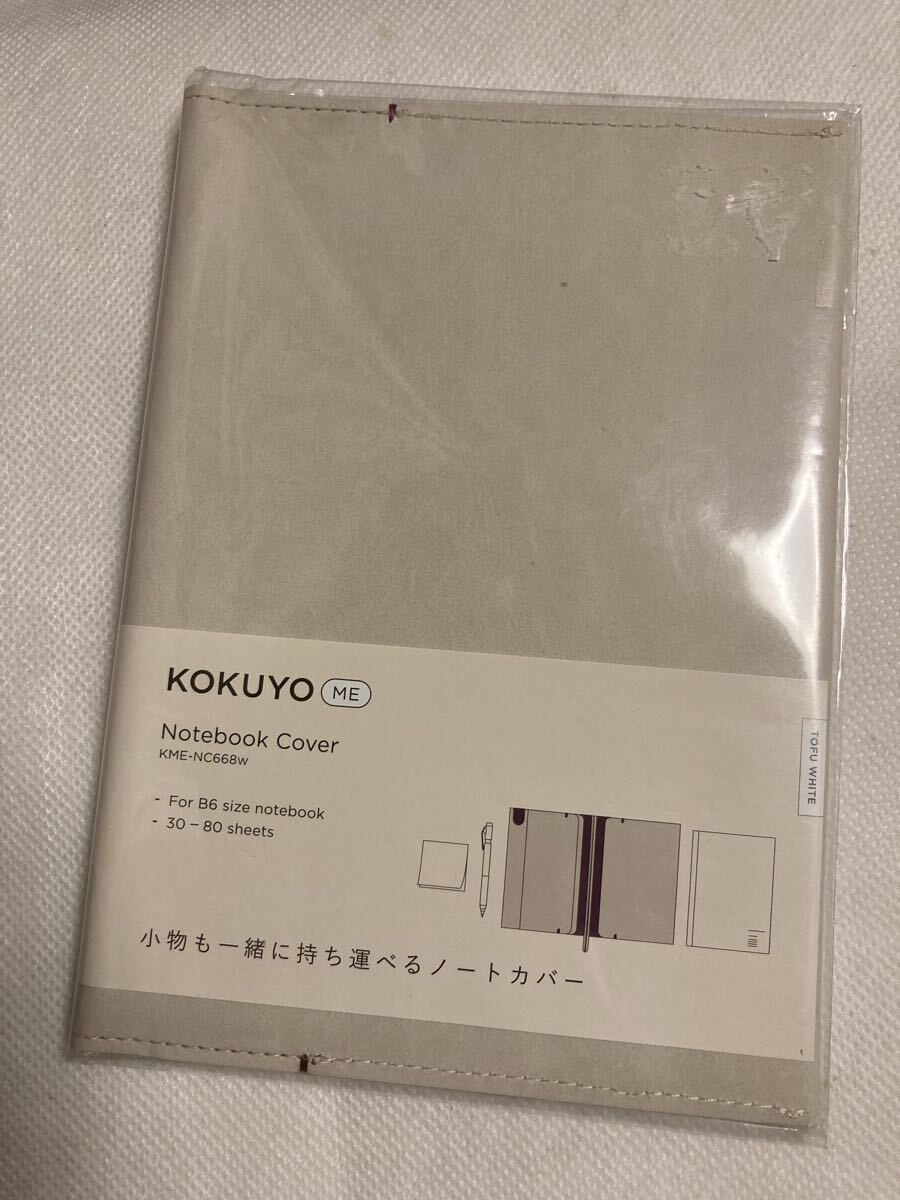 KOKUYO ME
Notebook Cover
KME-NC668W
- For B6 size notebook
- 30－80 sheets
TOFU WHITE
小物も一緒に持ち運べるノートカバー